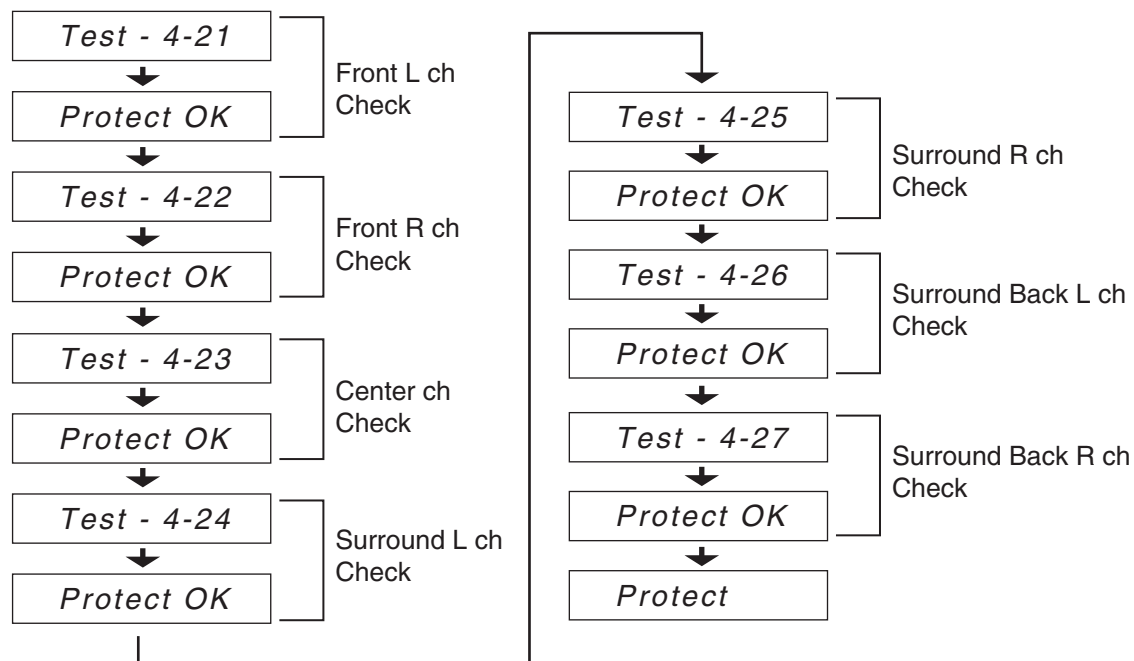 Test - 4-21
Protect OK
Front L ch
Check
Test - 4-22
Protect OK
Front R ch
Check
Test - 4-23
Protect OK
Center ch
Check
Test - 4-24
Protect OK
Surround L ch
Check
Test - 4-25
Protect OK
Surround R ch
Check
Test - 4-26
Protect OK
Surround Back L ch
Check
Test - 4-27
Protect OK
Surround Back R ch
Check
Protect